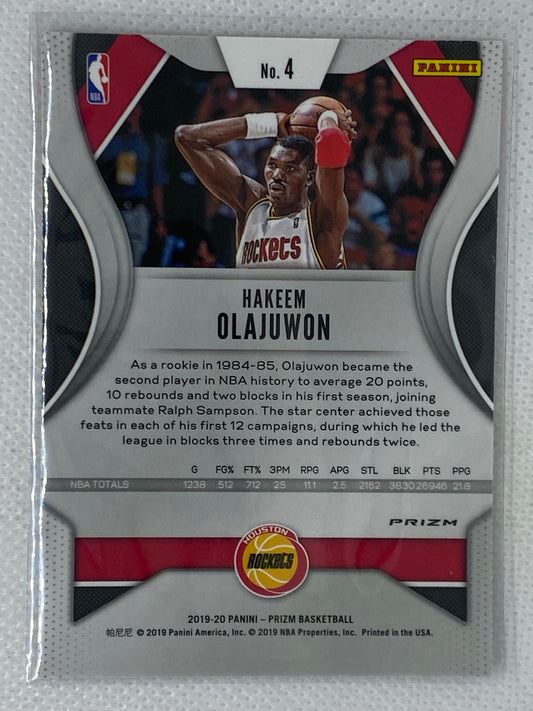 No. 4
PANINI
NBA
ROCKETS
HAKEEM
OLAJUWON
As a rookie in 1984-85, Olajuwon became the
second player in NBA history to average 20 points,
10 rebounds and two blocks in his first season, joining
teammate Ralph Sampson. The star center achieved those
feats in each of his first 12 campaigns, during which he led the
league in blocks three times and rebounds twice.
G FG% FT% 3PM RPG APG STL BLK PTS PPG
NBA TOTALS 1238 .512 .712 25 11.1 2.5 2162 3830 26946 21.8
PRIZM
HOUSTON
ROCKETS
2019-20 PANINI – PRIZM BASKETBALL
帕尼尼 © 2019 Panini America, Inc. © 2019 NBA Properties, Inc. Printed in the USA.